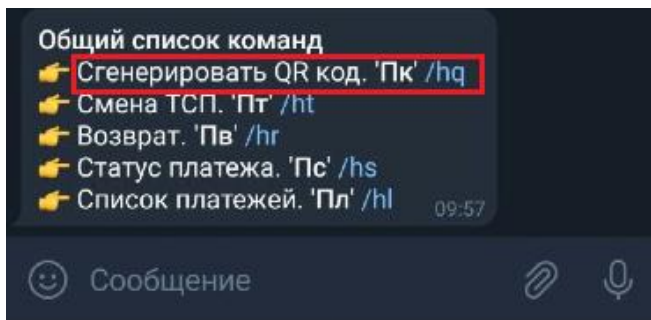 Общий список команд
👉 Сгенерировать QR код. 'Пк' /hq
👉 Смена ТСП. 'Пт' /ht
👉 Возврат. 'Пв' /hr
👉 Статус платежа. 'Пс' /hs
👉 Список платежей. 'Пл' /hl
09:57
Сообщение